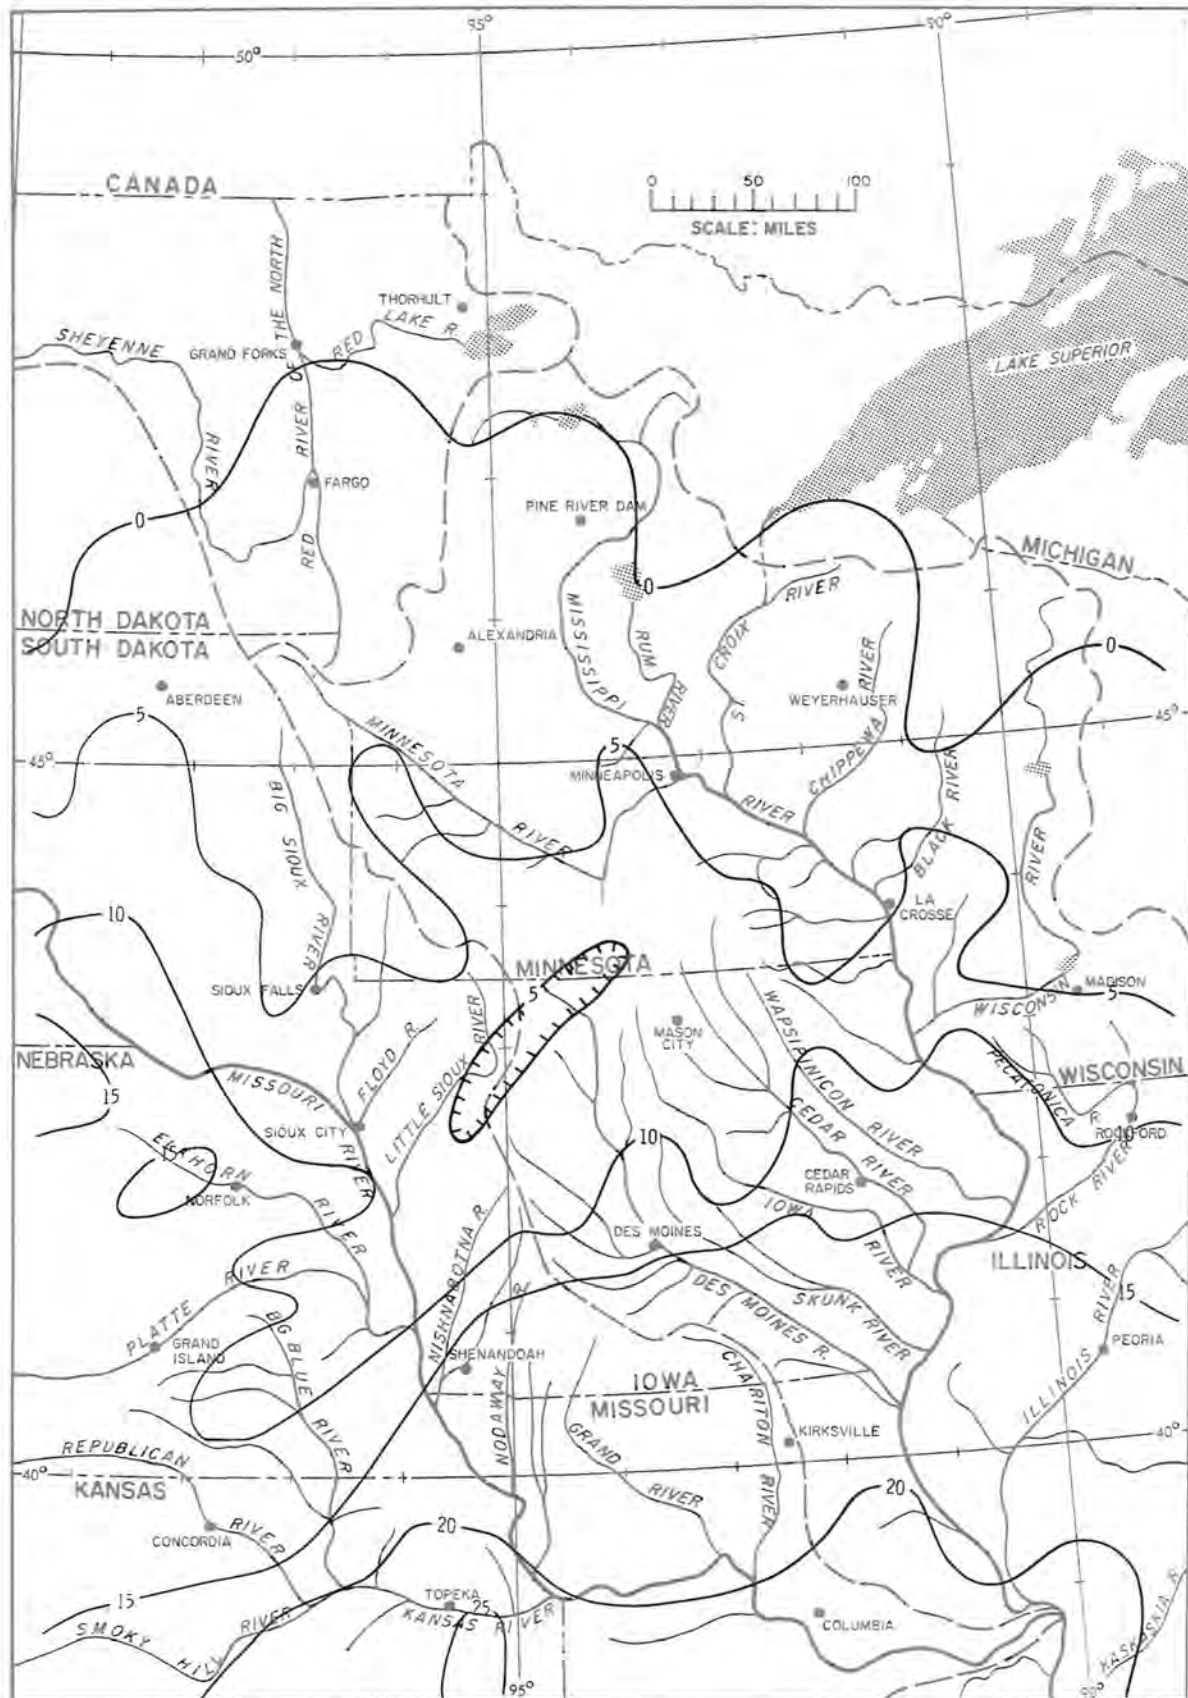 95°
90°
50°
CANADA
0 50 100
SCALE: MILES
THE NORTH
THORHULT
LAKE R.
RED
SHEYENNE
GRAND FORKS
OF
LAKE SUPERIOR
RIVER
RIVER
FARGO
0
PINE RIVER DAM
RED
MICHIGAN
0
RIVER
NORTH DAKOTA
SOUTH DAKOTA
MISSISSIPPI
ALEXANDRIA
RUM
CROIX
RIVER
0
ABERDEEN
RIVER
WEYERHAUSER
ST
5
45°
MINNESOTA
5
CHIPPEWA
45°
MINNEAPOLIS
BIG SIOUX
RIVER
RIVER
RIVER
BLACK
RIVER
10
LA
CROSSE
RIVER
MINNESOTA
SIOUX FALLS
5
MADISON
5
WISCONSIN
RIVER
MASON
CITY
WAPSIPINICON
NEBRASKA
FLOYD R.
LITTLE SIOUX
PECATONICA
WISCONSIN
MISSOURI
15
R
CEDAR
SIOUX CITY
10
ROCKFORD
10
ELKHORN
15
RIVER
RIVER
CEDAR
RAPIDS
RIVER
NORFOLK
IOWA
ROCK RIVER
RIVER
NISHNABOTNA R.
DES MOINES
RIVER
ILLINOIS
RIVER
PLATTE
DES MOINES R.
SKUNK RIVER
RIVER
15
BIG BLUE
GRAND
ISLAND
R
PEORIA
SHENANDOAH
CHARITON
IOWA
MISSOURI
ILLINOIS
NODAWAY
RIVER
GRAND
KIRKSVILLE
REPUBLICAN
40°
40°
KANSAS
RIVER
RIVER
20
CONCORDIA
RIVER
20
15
TOPEKA
25
KANSAS RIVER
RIVER
COLUMBIA
SMOKY
HILL
KASKASKIA R.
95°
90°